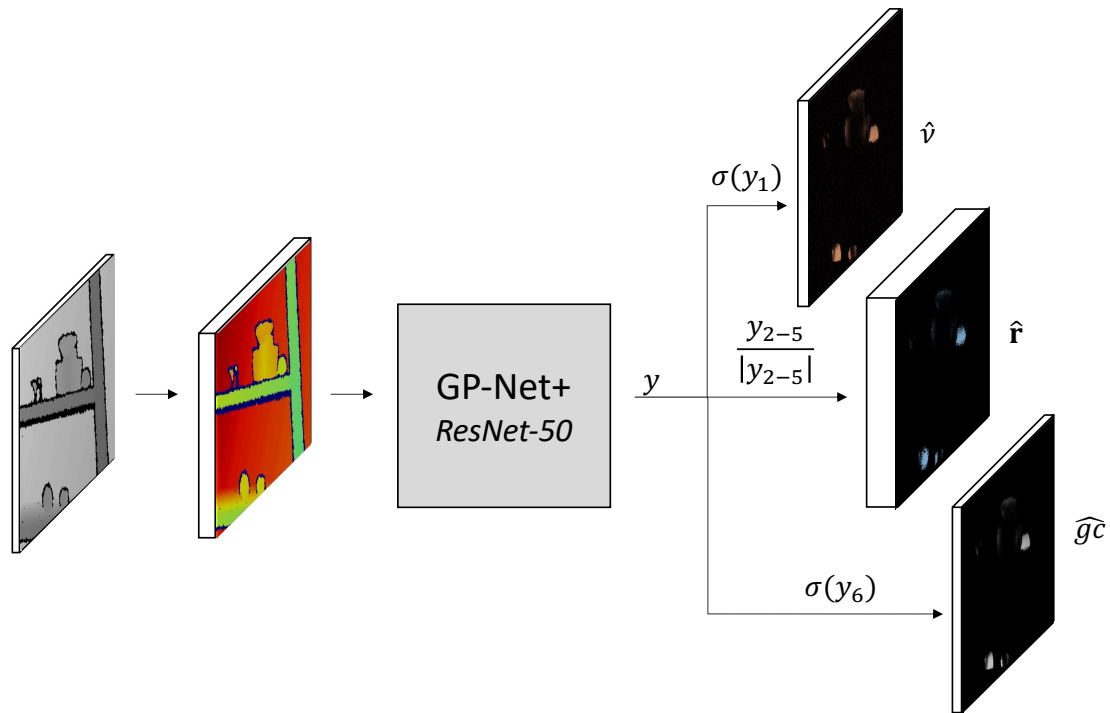 GP-Net+
ResNet-50
y
σ(y₁)
v̂
y₂₋₅
|y₂₋₅|
r̂
σ(y₆)
ĝc